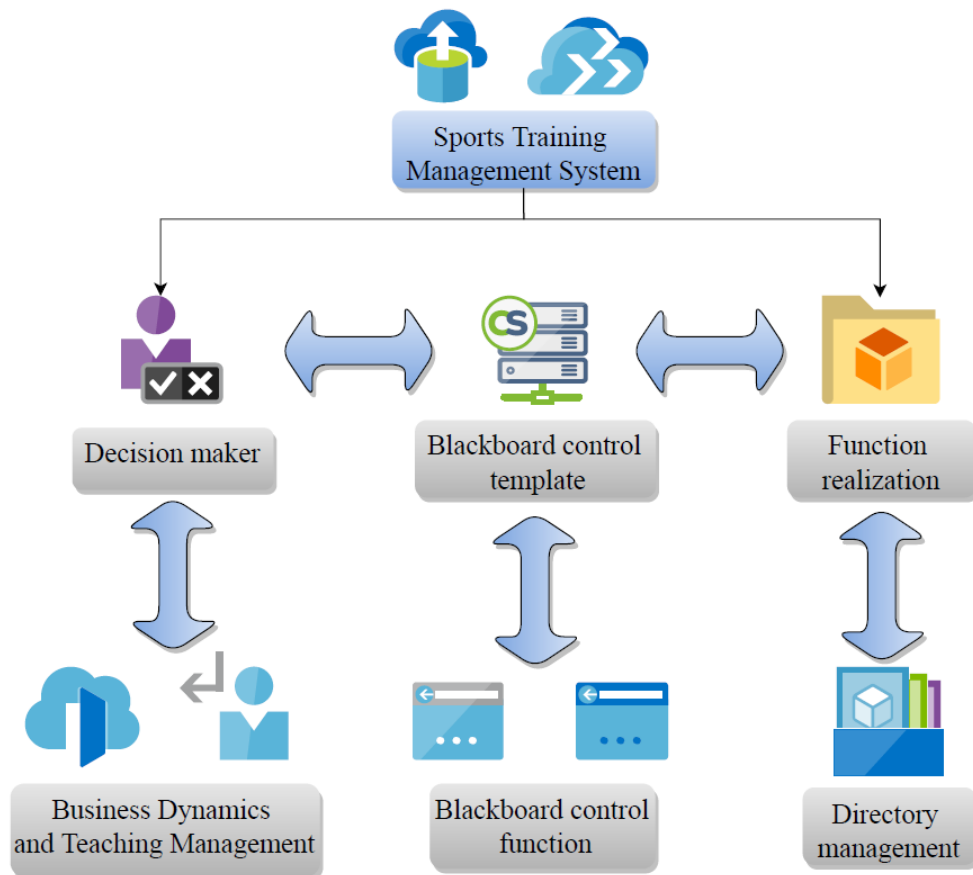 Sports Training
Management System
CS
Decision maker
Blackboard control
template
Function
realization
Business Dynamics
and Teaching Management
Blackboard control
function
Directory
management